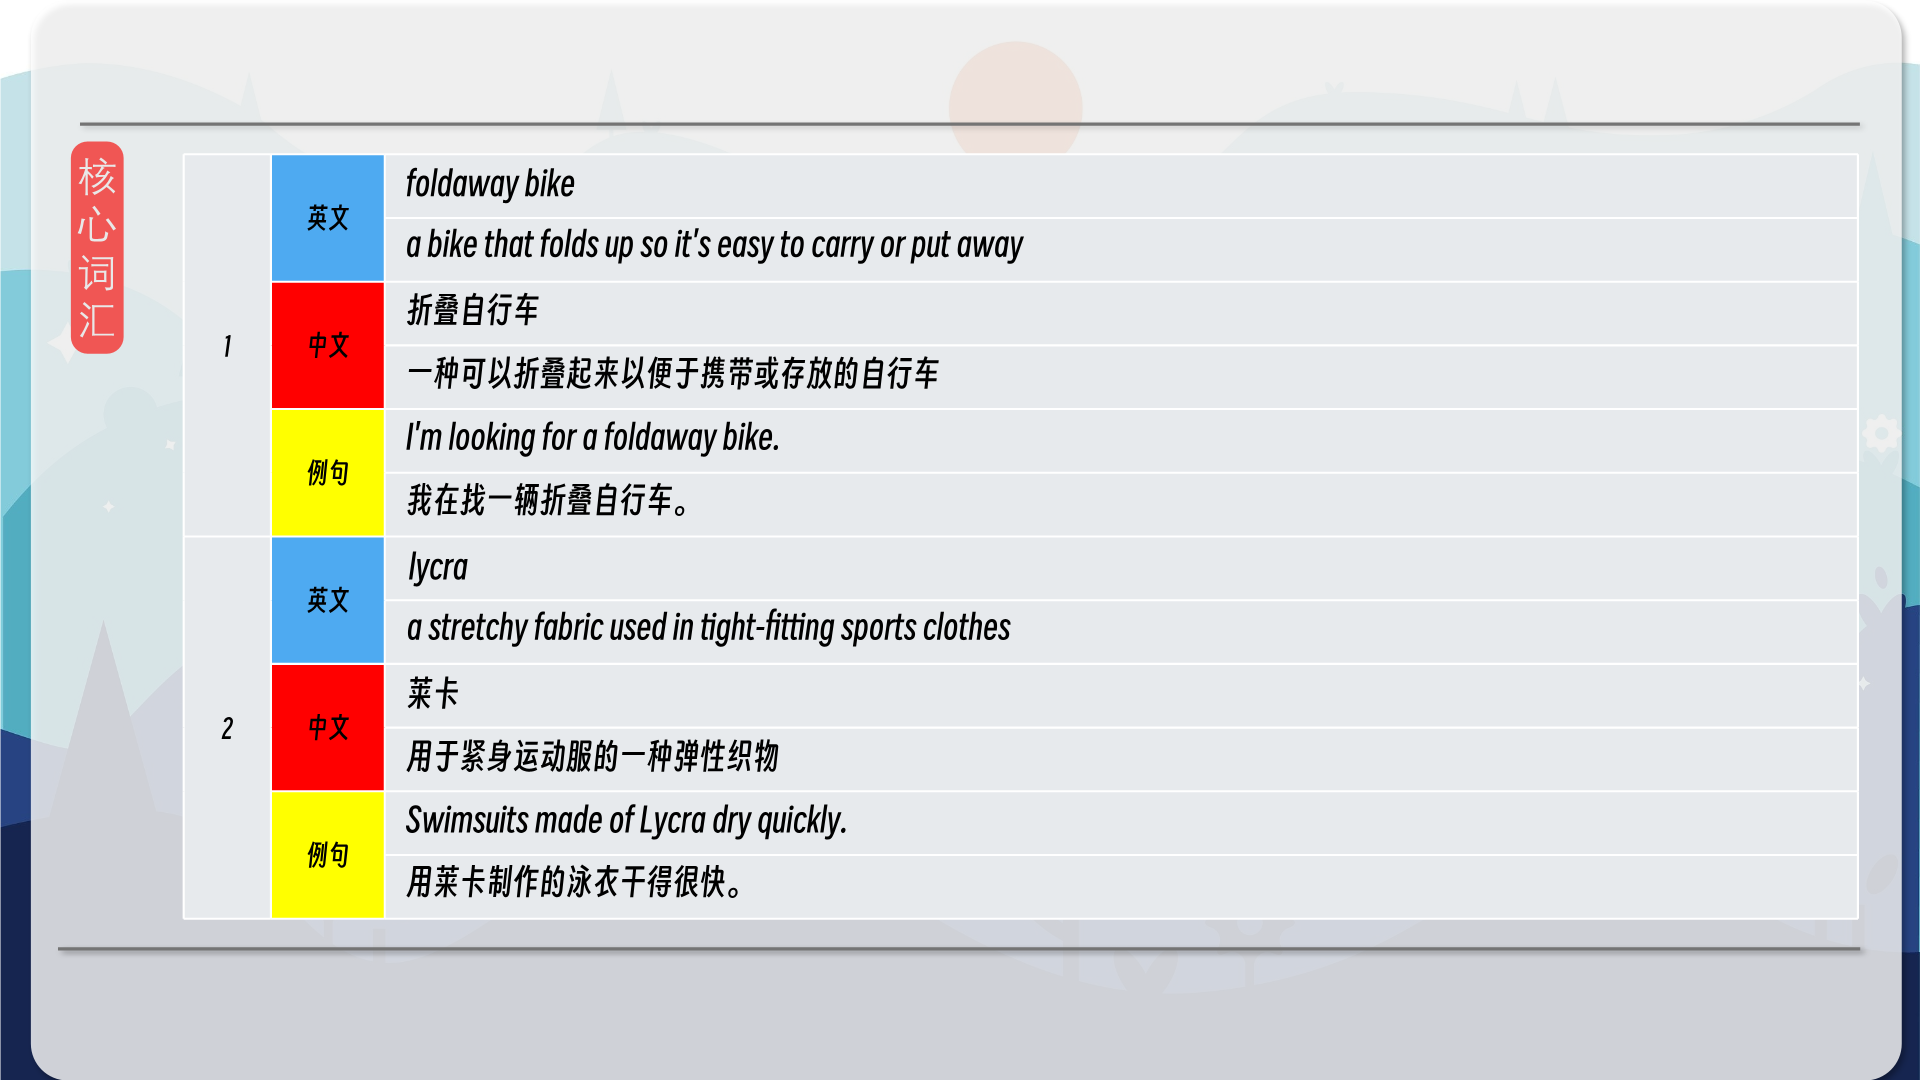 核心词汇
1
英文
foldaway bike
a bike that folds up so it's easy to carry or put away
中文
折叠自行车
一种可以折叠起来以便于携带或存放的自行车
例句
I'm looking for a foldaway bike.
我在找一辆折叠自行车。
2
英文
lycra
a stretchy fabric used in tight-fitting sports clothes
中文
莱卡
用于紧身运动服的一种弹性织物
例句
Swimsuits made of Lycra dry quickly.
用莱卡制作的泳衣干得很快。